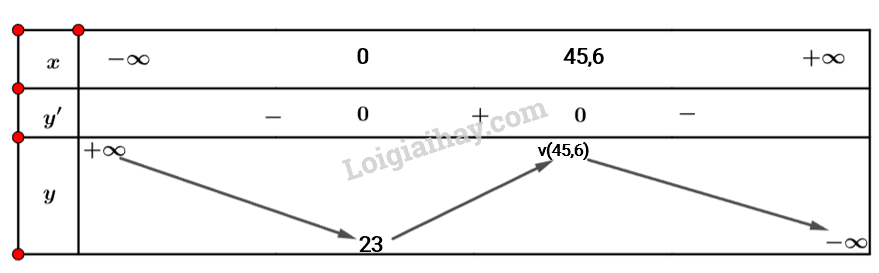 x −∞ 0 45,6 +∞
y′ − 0 + 0 −
Loigiaihay.com
+∞ v(45,6)
y
23 −∞